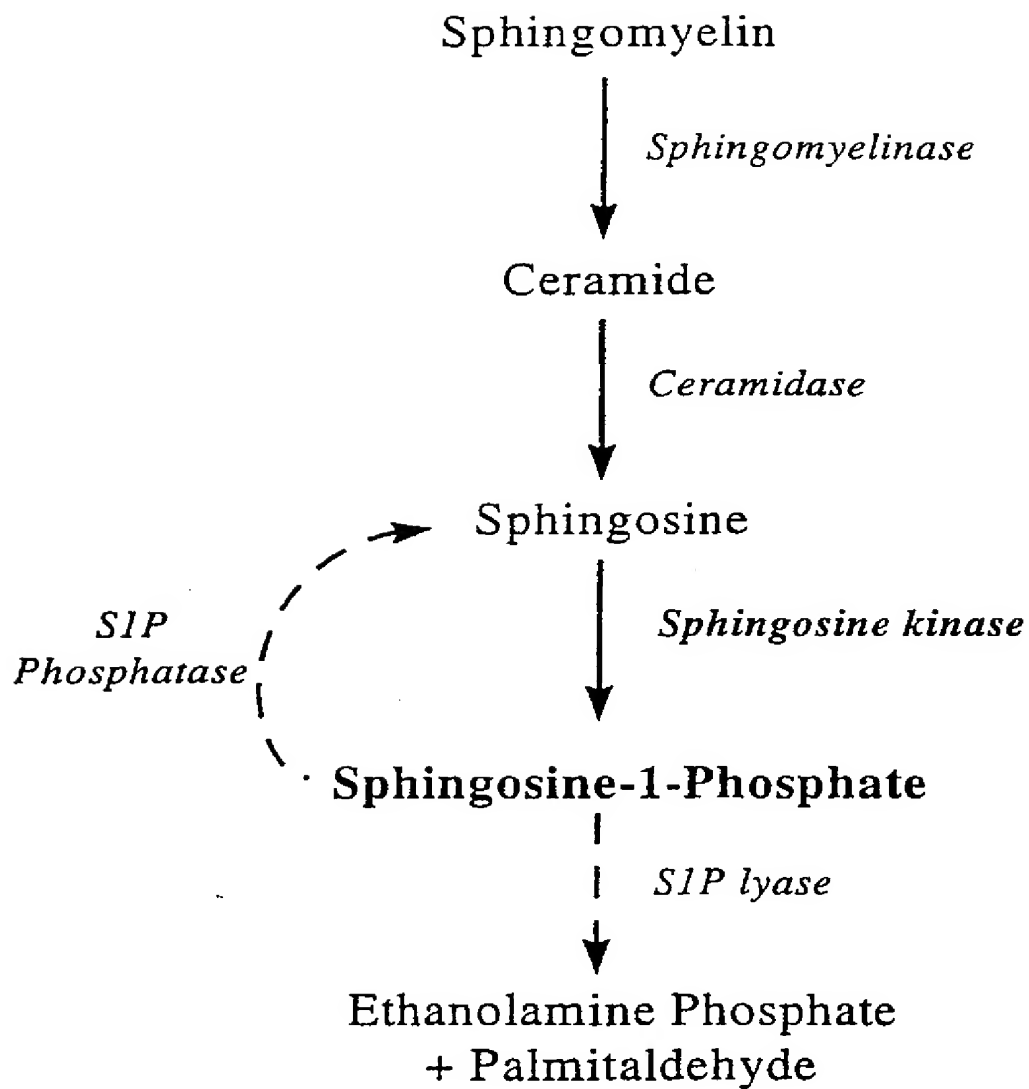 Sphingomyelin
Sphingomyelinase
Ceramide
Ceramidase
Sphingosine
S1P
Phosphatase
Sphingosine kinase
Sphingosine-1-Phosphate
S1P lyase
Ethanolamine Phosphate
+ Palmitaldehyde